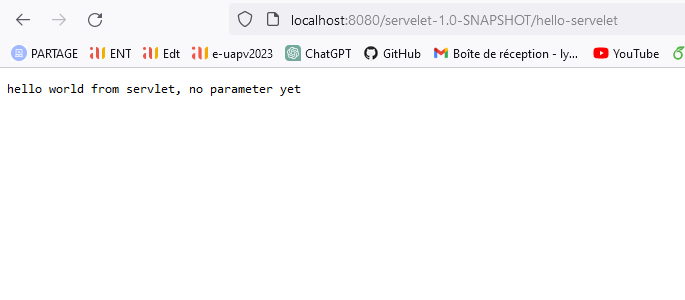 localhost:8080/servelet-1.0-SNAPSHOT/hello-servelet
PARTAGE ENT Edt e-uapv2023 ChatGPT GitHub Boîte de réception - ly... YouTube
hello world from servlet, no parameter yet